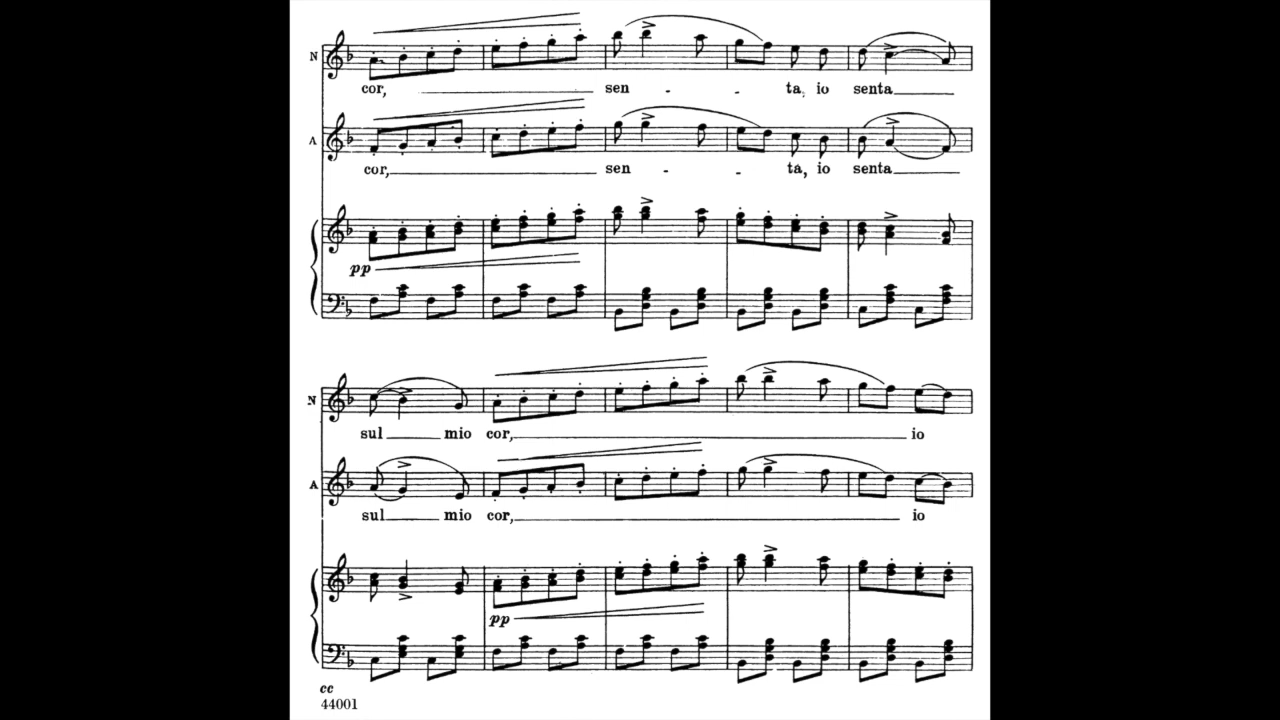 N
cor, sen - - ta, io senta
A
cor, sen - - ta, io senta
pp
N
sul mio cor, io
A
sul mio cor, io
pp
cc
44001